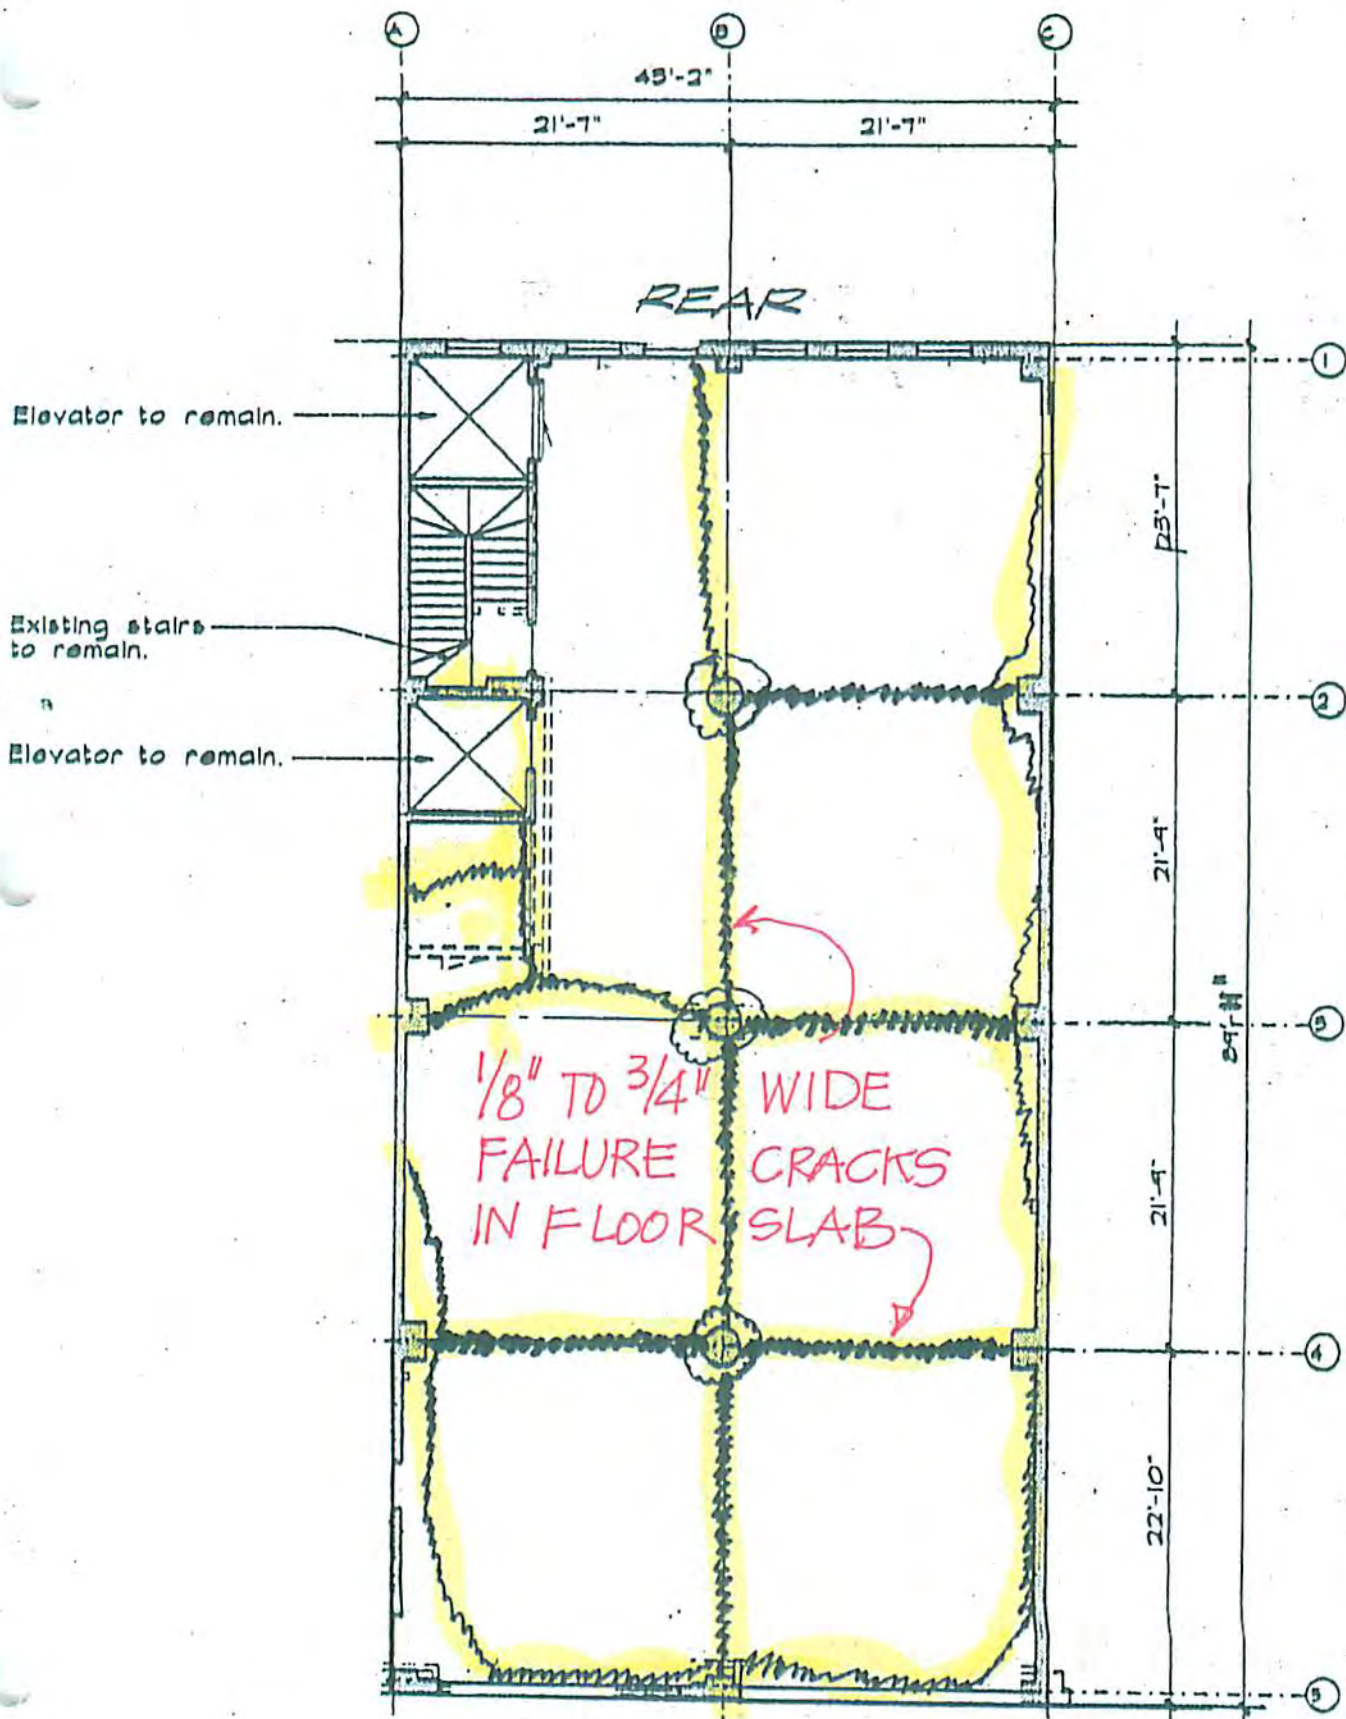 A B C
43'-2"
21'-7" 21'-7"
REAR
1
Elevator to remain.
23'-7"
Existing stairs
to remain.
2
Elevator to remain.
21'-9"
3
1/8" TO 3/4" WIDE
FAILURE CRACKS
IN FLOOR SLAB
21'-9"
4
22'-10"
5